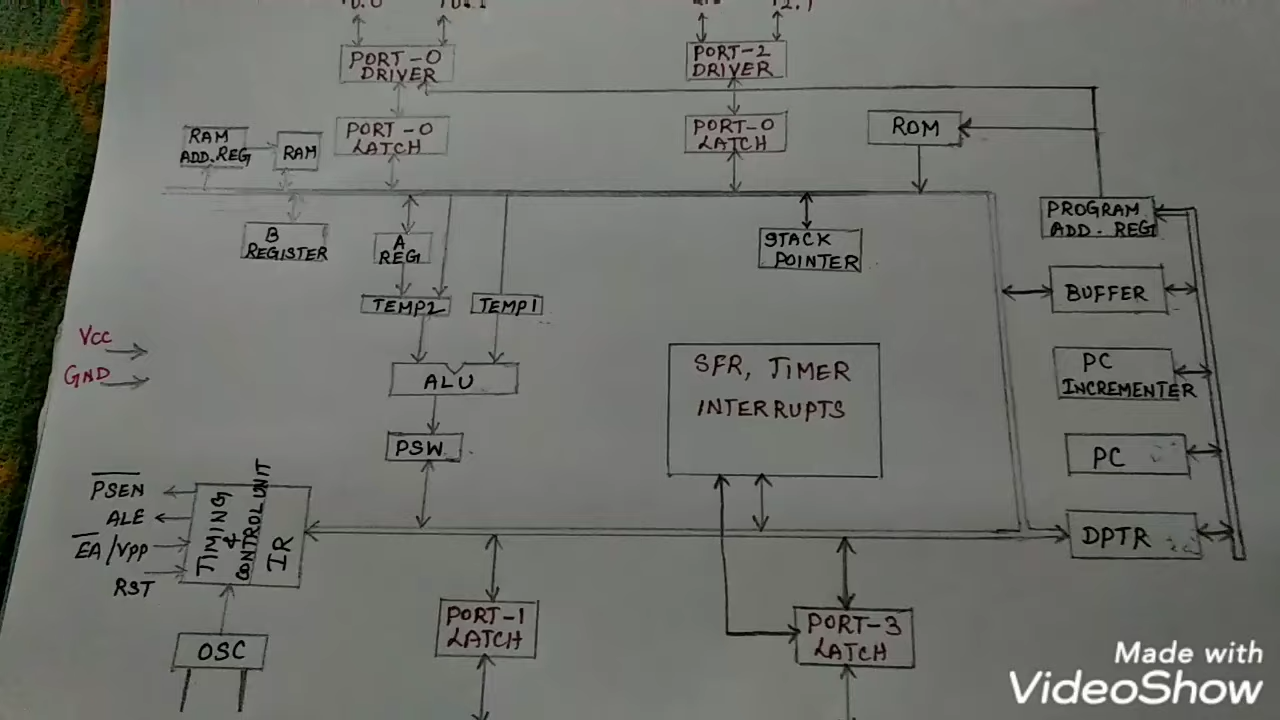 PORT-0
DRIVER
PORT-2
DRIVER
RAM
ADD.REG
RAM
PORT-0
LATCH
PORT-0
LATCH
ROM
B
REGISTER
A
REG
STACK
POINTER
PROGRAM
ADD. REG
TEMP2
TEMP1
BUFFER
Vcc
GND
ALU
SFR, TIMER
INTERRUPTS
PC
INCREMENTER
PSW
PC
PSEN
ALE
EA/VPP
RST
TIMING
&
CONTROL UNIT
IR
DPTR
OSC
PORT-1
LATCH
PORT-3
LATCH
Made with
VideoShow